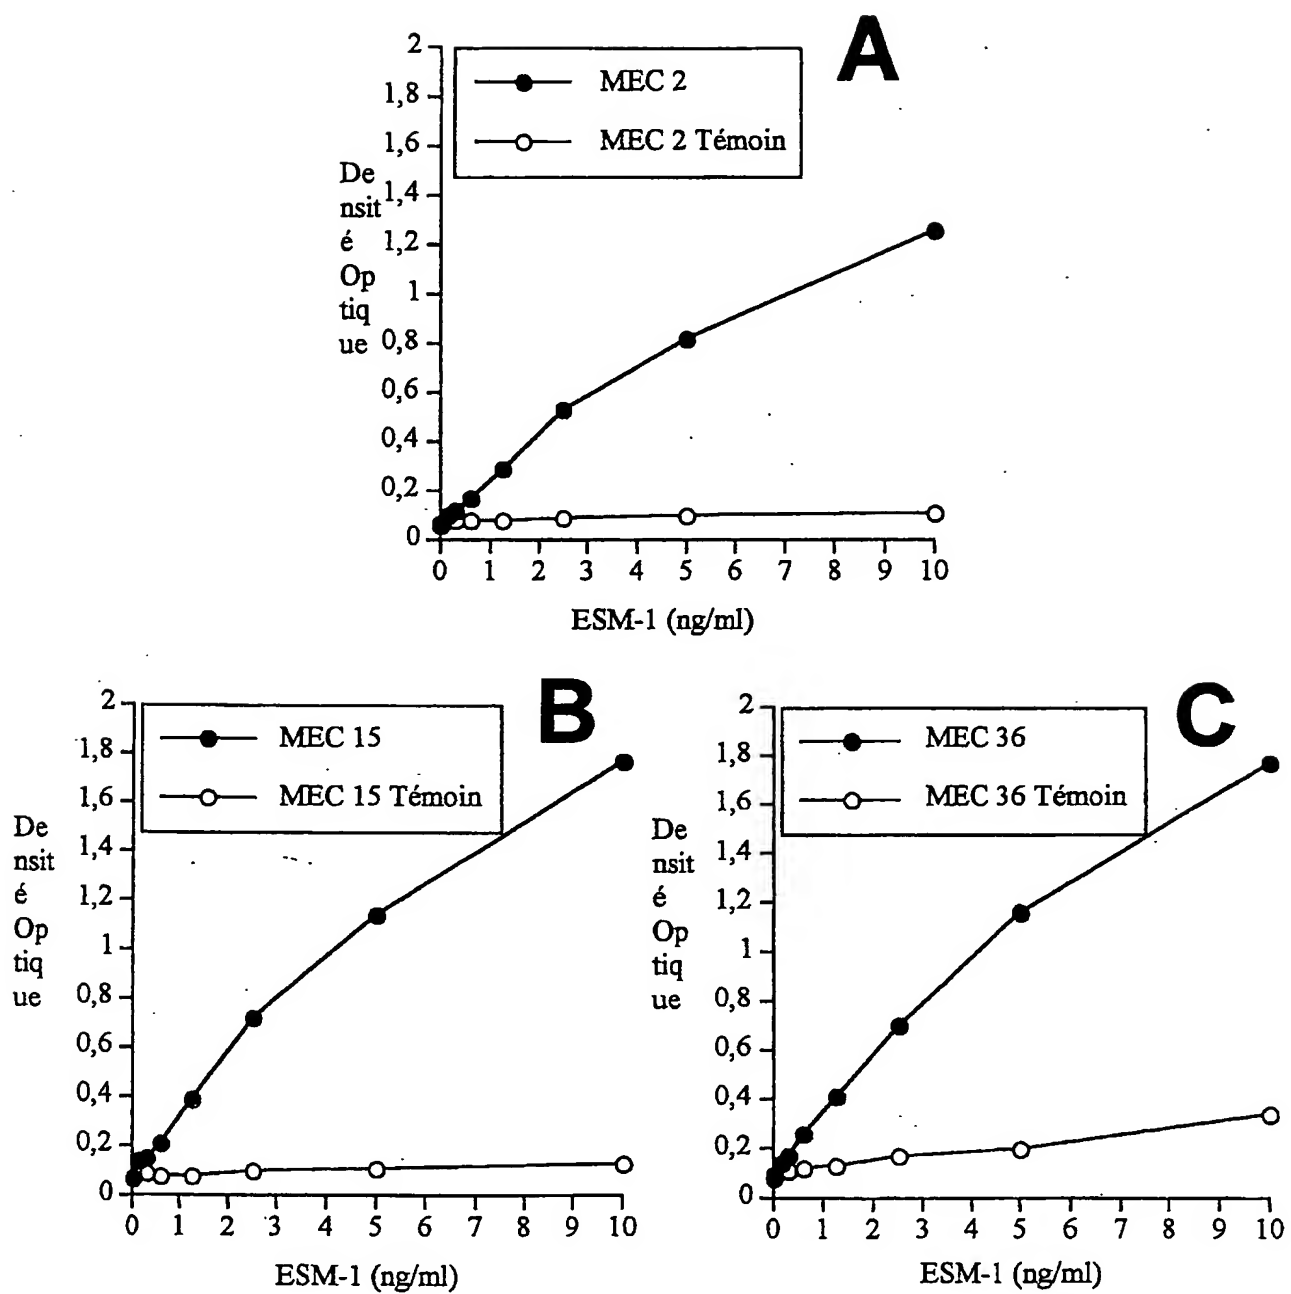 A
MEC 2
MEC 2 Témoin
De
nsit
é
Op
tiq
ue
2
1,8
1,6
1,4
1,2
1
0,8
0,6
0,4
0,2
0
0 1 2 3 4 5 6 7 8 9 10
ESM-1 (ng/ml)
B
MEC 15
MEC 15 Témoin
De
nsit
é
Op
tiq
ue
2
1,8
1,6
1,4
1,2
1
0,8
0,6
0,4
0,2
0
0 1 2 3 4 5 6 7 8 9 10
ESM-1 (ng/ml)
C
MEC 36
MEC 36 Témoin
De
nsit
é
Op
tiq
ue
2
1,8
1,6
1,4
1,2
1
0,8
0,6
0,4
0,2
0
0 1 2 3 4 5 6 7 8 9 10
ESM-1 (ng/ml)